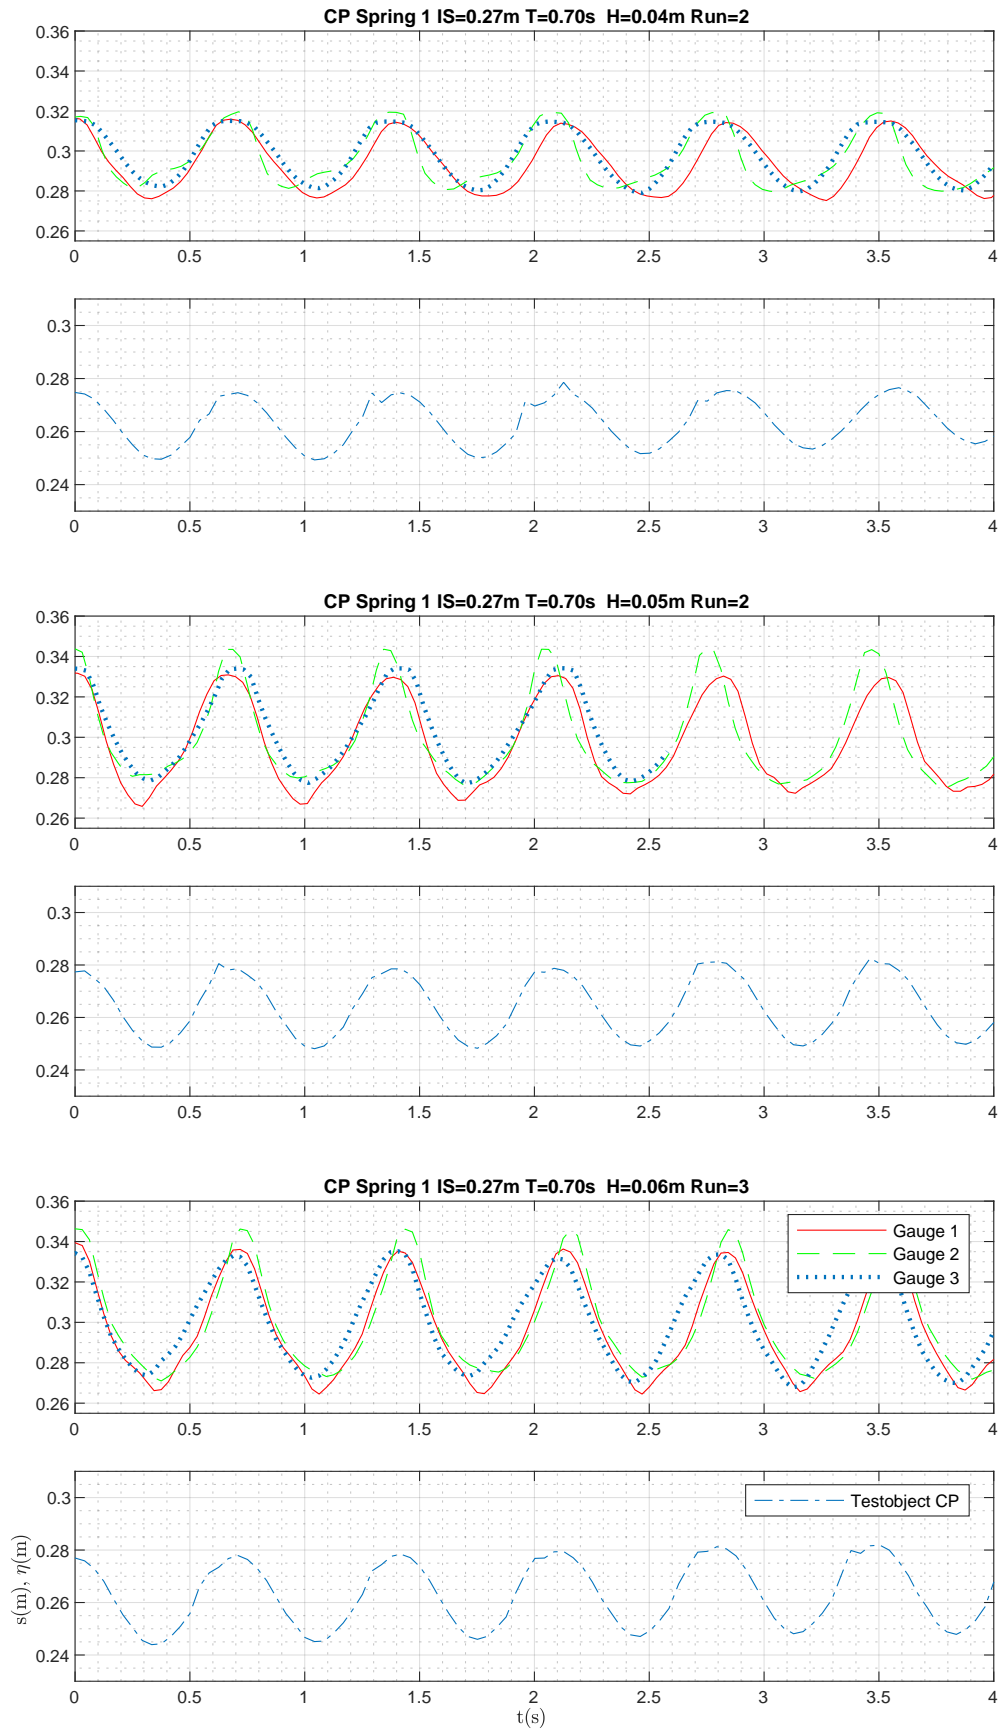 CP Spring 1 IS=0.27m T=0.70s H=0.04m Run=2
0.36
0.34
0.32
0.3
0.28
0.26
0 0.5 1 1.5 2 2.5 3 3.5 4
0.3
0.28
0.26
0.24
0 0.5 1 1.5 2 2.5 3 3.5 4
CP Spring 1 IS=0.27m T=0.70s H=0.05m Run=2
0.36
0.34
0.32
0.3
0.28
0.26
0 0.5 1 1.5 2 2.5 3 3.5 4
0.3
0.28
0.26
0.24
0 0.5 1 1.5 2 2.5 3 3.5 4
CP Spring 1 IS=0.27m T=0.70s H=0.06m Run=3
0.36
0.34
0.32
0.3
0.28
0.26
Gauge 1
Gauge 2
Gauge 3
0 0.5 1 1.5 2 2.5 3 3.5 4
0.3
0.28
0.26
0.24
Testobject CP
s(m), η(m)
0 0.5 1 1.5 2 2.5 3 3.5 4
t(s)